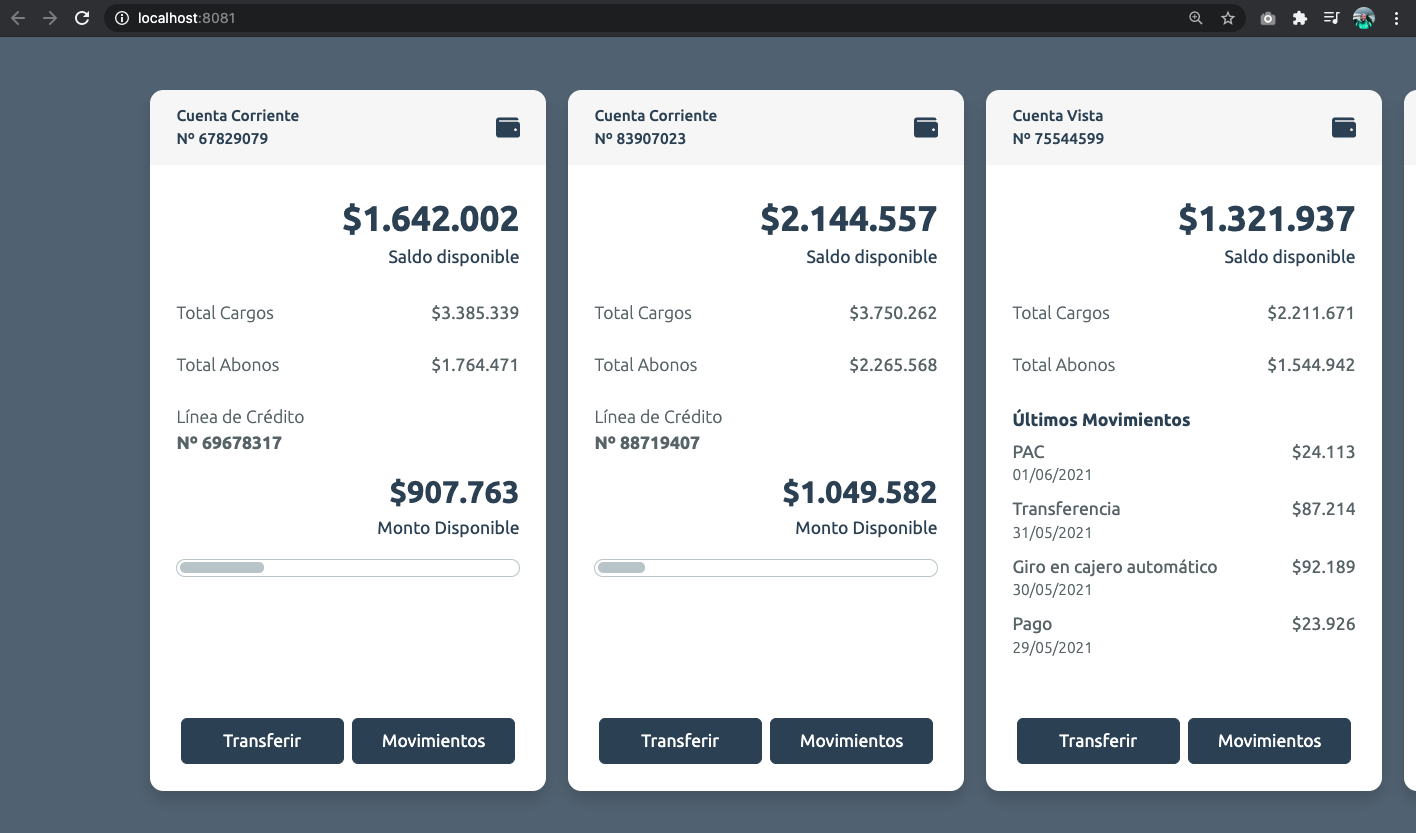 localhost:8081
Cuenta Corriente
Nº 67829079
$1.642.002
Saldo disponible
Total Cargos $3.385.339
Total Abonos $1.764.471
Línea de Crédito
Nº 69678317
$907.763
Monto Disponible
Transferir Movimientos
Cuenta Corriente
Nº 83907023
$2.144.557
Saldo disponible
Total Cargos $3.750.262
Total Abonos $2.265.568
Línea de Crédito
Nº 88719407
$1.049.582
Monto Disponible
Transferir Movimientos
Cuenta Vista
Nº 75544599
$1.321.937
Saldo disponible
Total Cargos $2.211.671
Total Abonos $1.544.942
Últimos Movimientos
PAC $24.113
01/06/2021
Transferencia $87.214
31/05/2021
Giro en cajero automático $92.189
30/05/2021
Pago $23.926
29/05/2021
Transferir Movimientos